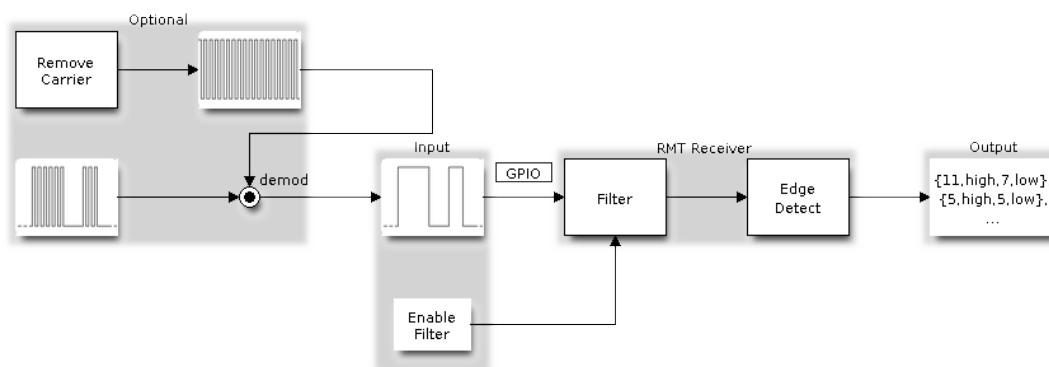 Optional
Remove
Carrier
demod
Input
GPIO
RMT Receiver
Filter
Edge
Detect
Output
{11,high,7,low}
{5,high,5,low},
...
Enable
Filter